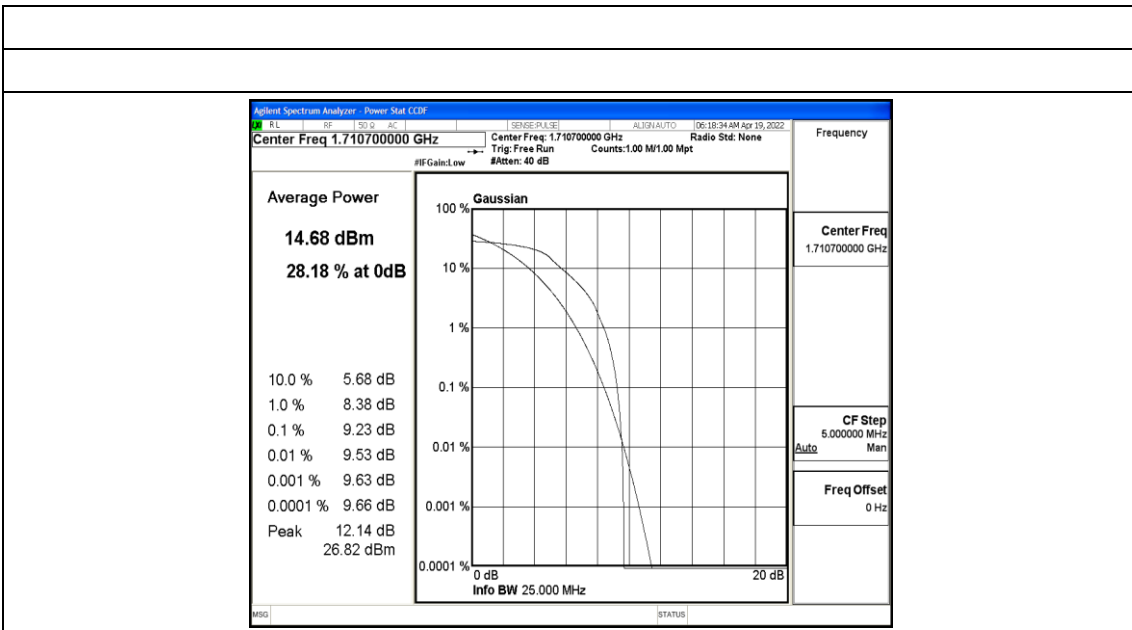 Agilent Spectrum Analyzer - Power Stat CCDF
RL RF 50 Ω AC SENSE:PULSE ALIGNAUTO 06:18:34 AM Apr 19, 2022
Center Freq 1.710700000 GHz
Center Freq: 1.710700000 GHz Radio Std: None
Trig: Free Run Counts:1.00 M/1.00 Mpt
#IFGain:Low #Atten: 40 dB
Frequency
Average Power
14.68 dBm
28.18 % at 0dB
10.0 % 5.68 dB
1.0 % 8.38 dB
0.1 % 9.23 dB
0.01 % 9.53 dB
0.001 % 9.63 dB
0.0001 % 9.66 dB
Peak 12.14 dB
26.82 dBm
Gaussian
100 %
10 %
1 %
0.1 %
0.01 %
0.001 %
0.0001 %
0 dB 20 dB
Info BW 25.000 MHz
Center Freq
1.710700000 GHz
CF Step
5.000000 MHz
Auto Man
Freq Offset
0 Hz
MSG STATUS